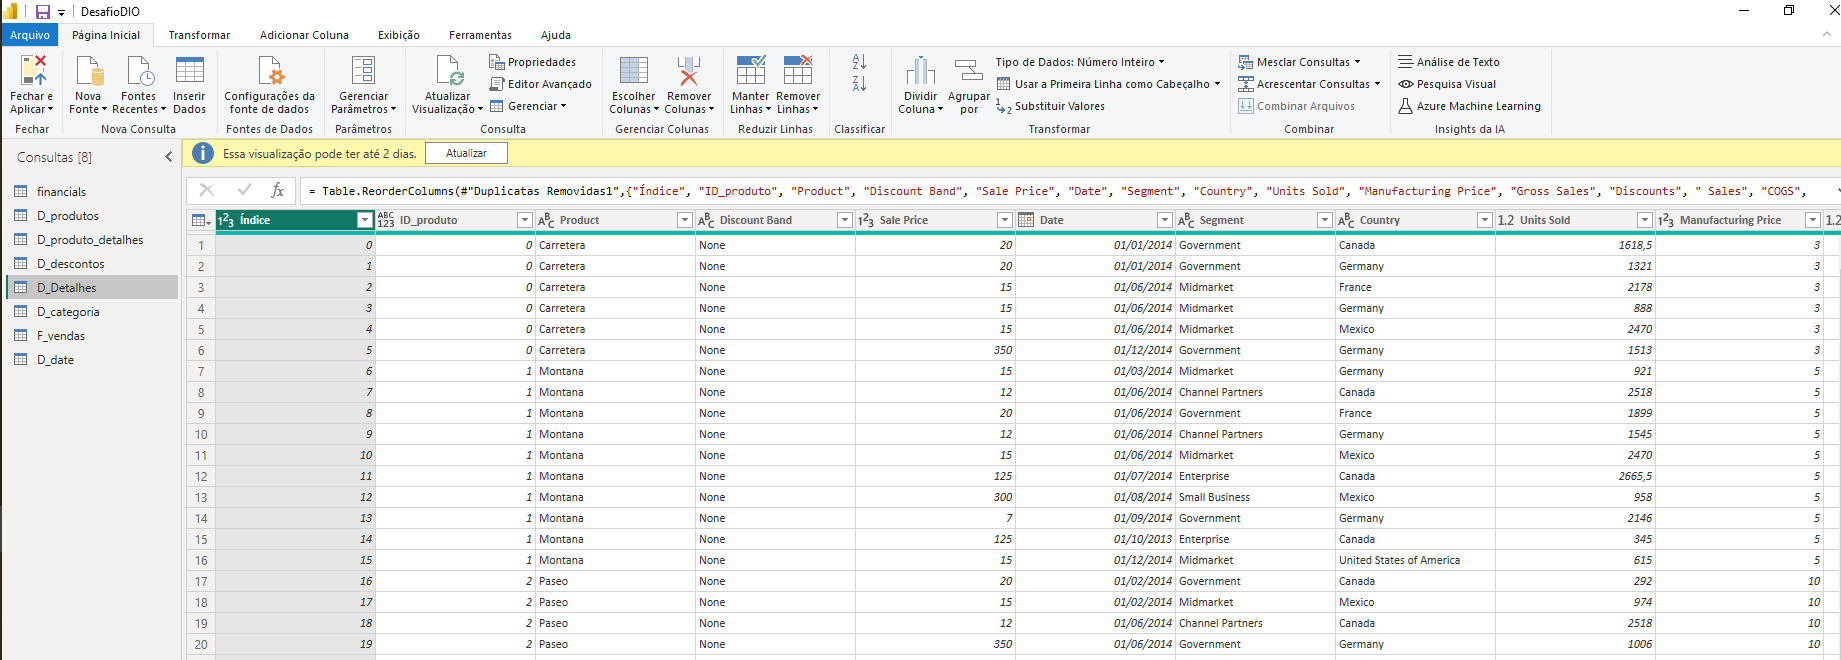 DesafioDIO
Arquivo Página Inicial Transformar Adicionar Coluna Exibição Ferramentas Ajuda
Fechar e Aplicar
Fechar
Nova Fonte
Fontes Recentes
Inserir Dados
Nova Consulta
Configurações da fonte de dados
Fontes de Dados
Gerenciar Parâmetros
Parâmetros
Atualizar Visualização
Propriedades
Editor Avançado
Gerenciar
Consulta
Escolher Colunas
Remover Colunas
Gerenciar Colunas
Manter Linhas
Remover Linhas
Reduzir Linhas
Classificar
Dividir Coluna
Agrupar por
Tipo de Dados: Número Inteiro
Usar a Primeira Linha como Cabeçalho
Substituir Valores
Transformar
Mesclar Consultas
Acrescentar Consultas
Combinar Arquivos
Combinar
Análise de Texto
Pesquisa Visual
Azure Machine Learning
Insights da IA
Consultas [8]
financials
D_produtos
D_produto_detalhes
D_descontos
D_Detalhes
D_categoria
F_vendas
D_date
Essa visualização pode ter até 2 dias. Atualizar
fx = Table.ReorderColumns(#"Duplicatas Removidas1",{"Índice", "ID_produto", "Product", "Discount Band", "Sale Price", "Date", "Segment", "Country", "Units Sold", "Manufacturing Price", "Gross Sales", "Discounts", " Sales", "COGS",
1²3 Índice ABC 123 ID_produto ABC Product ABC Discount Band 1²3 Sale Price Date ABC Segment ABC Country 1.2 Units Sold 1²3 Manufacturing Price 1.2
1 0 0 Carretera None 20 01/01/2014 Government Canada 1618,5 3
2 1 0 Carretera None 20 01/01/2014 Government Germany 1321 3
3 2 0 Carretera None 15 01/06/2014 Midmarket France 2178 3
4 3 0 Carretera None 15 01/06/2014 Midmarket Germany 888 3
5 4 0 Carretera None 15 01/06/2014 Midmarket Mexico 2470 3
6 5 0 Carretera None 350 01/12/2014 Government Germany 1513 3
7 6 1 Montana None 15 01/03/2014 Midmarket Germany 921 5
8 7 1 Montana None 12 01/06/2014 Channel Partners Canada 2518 5
9 8 1 Montana None 20 01/06/2014 Government France 1899 5
10 9 1 Montana None 12 01/06/2014 Channel Partners Germany 1545 5
11 10 1 Montana None 15 01/06/2014 Midmarket Mexico 2470 5
12 11 1 Montana None 125 01/07/2014 Enterprise Canada 2665,5 5
13 12 1 Montana None 300 01/08/2014 Small Business Mexico 958 5
14 13 1 Montana None 7 01/09/2014 Government Germany 2146 5
15 14 1 Montana None 125 01/10/2013 Enterprise Canada 345 5
16 15 1 Montana None 15 01/12/2014 Midmarket United States of America 615 5
17 16 2 Paseo None 20 01/02/2014 Government Canada 292 10
18 17 2 Paseo None 15 01/02/2014 Midmarket Mexico 974 10
19 18 2 Paseo None 12 01/06/2014 Channel Partners Canada 2518 10
20 19 2 Paseo None 350 01/06/2014 Government Germany 1006 10